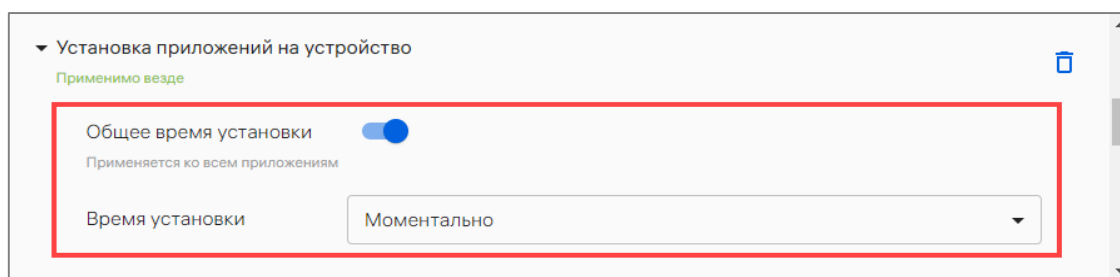 Установка приложений на устройство
Применимо везде
Общее время установки
Применяется ко всем приложениям
Время установки
Моментально